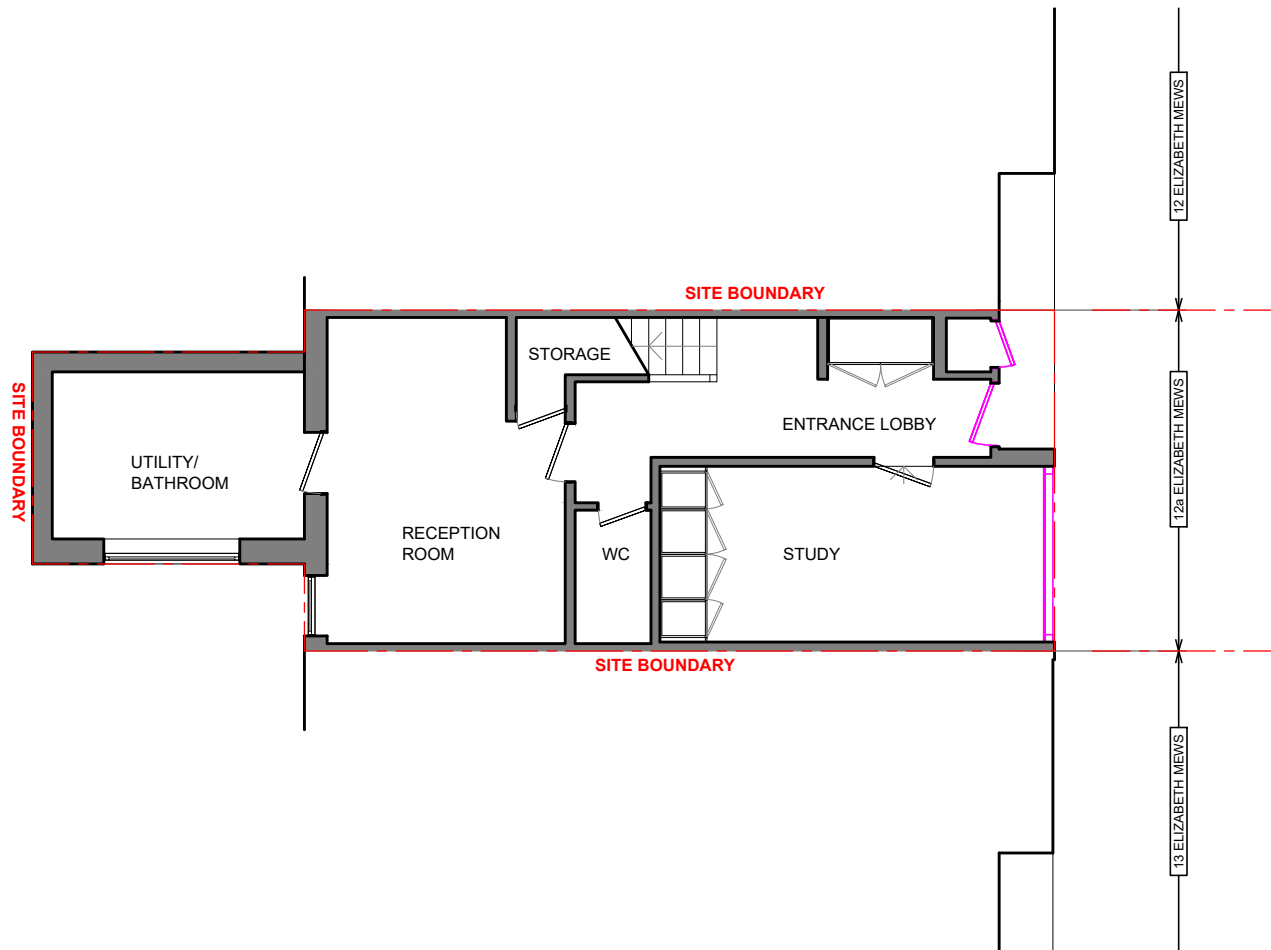 12 ELIZABETH MEWS
SITE BOUNDARY
STORAGE
12a ELIZABETH MEWS
SITE BOUNDARY
ENTRANCE LOBBY
UTILITY/
BATHROOM
RECEPTION
ROOM
WC
STUDY
SITE BOUNDARY
13 ELIZABETH MEWS